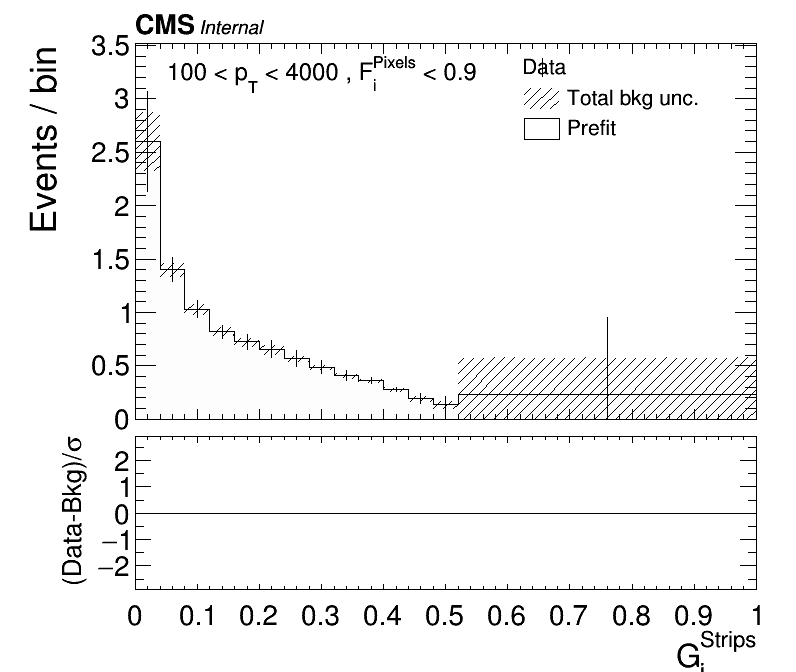 CMS Internal
Events / bin
3.5
3
2.5
2
1.5
1
0.5
0
100 < p_T < 4000 , F_i^Pixels < 0.9
Data
Total bkg unc.
Prefit
(Data-Bkg)/σ
2
1
0
−1
−2
0 0.1 0.2 0.3 0.4 0.5 0.6 0.7 0.8 0.9 1
G_i^Strips